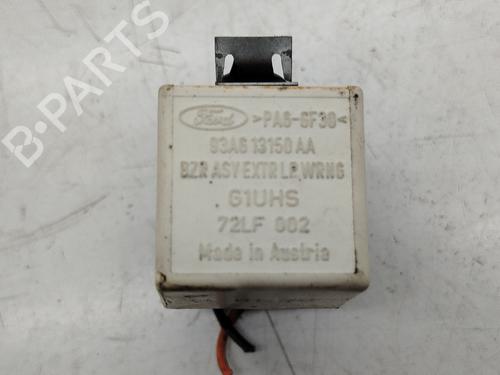 Ford >PA6-GF30<
93AG 13150 AA
BZR ASY EXTR LP WRNG
G1UHS
72LF 002
Made in Austria
B-PARTS